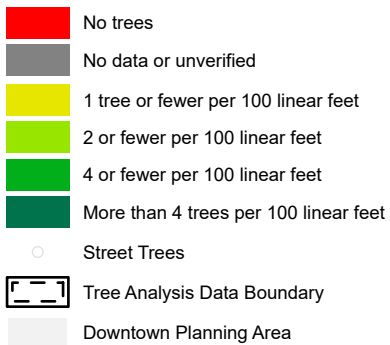 No trees
No data or unverified
1 tree or fewer per 100 linear feet
2 or fewer per 100 linear feet
4 or fewer per 100 linear feet
More than 4 trees per 100 linear feet
Street Trees
Tree Analysis Data Boundary
Downtown Planning Area